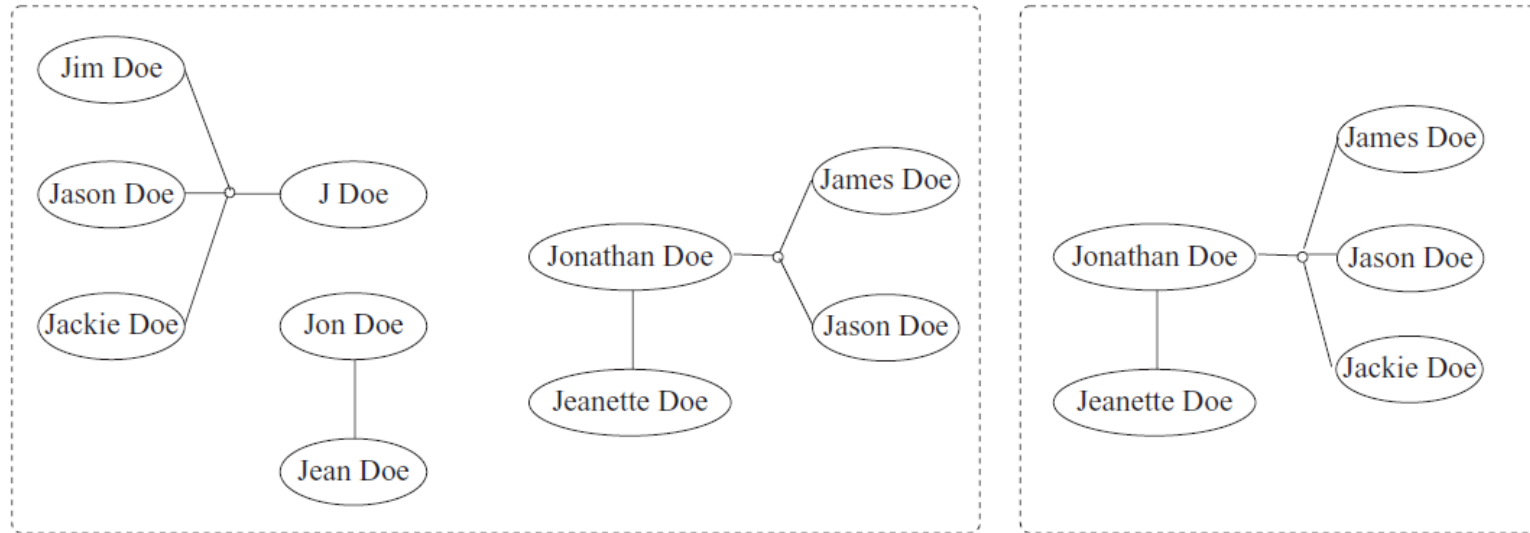 Jim Doe
Jason Doe
J Doe
Jackie Doe
Jon Doe
Jean Doe
James Doe
Jonathan Doe
Jason Doe
Jeanette Doe
James Doe
Jonathan Doe
Jason Doe
Jackie Doe
Jeanette Doe